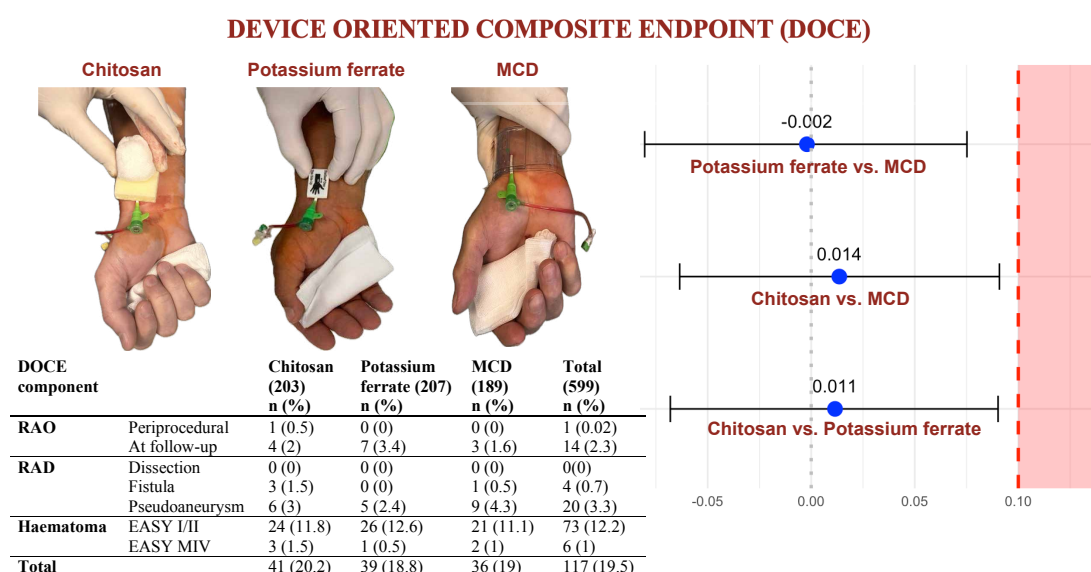 DEVICE ORIENTED COMPOSITE ENDPOINT (DOCE)
Chitosan
Potassium ferrate
MCD
DOCE component
Chitosan (203) n (%)
Potassium ferrate (207) n (%)
MCD (189) n (%)
Total (599) n (%)
RAO Periprocedural 1 (0.5) 0 (0) 0 (0) 1 (0.02)
At follow-up 4 (2) 7 (3.4) 3 (1.6) 14 (2.3)
RAD Dissection 0 (0) 0 (0) 0 (0) 0(0)
Fistula 3 (1.5) 0 (0) 1 (0.5) 4 (0.7)
Pseudoaneurysm 6 (3) 5 (2.4) 9 (4.3) 20 (3.3)
Haematoma EASY I/II 24 (11.8) 26 (12.6) 21 (11.1) 73 (12.2)
EASY MIV 3 (1.5) 1 (0.5) 2 (1) 6 (1)
Total 41 (20.2) 39 (18.8) 36 (19) 117 (19.5)
-0.002
Potassium ferrate vs. MCD
0.014
Chitosan vs. MCD
0.011
Chitosan vs. Potassium ferrate
-0.05 0.00 0.05 0.10